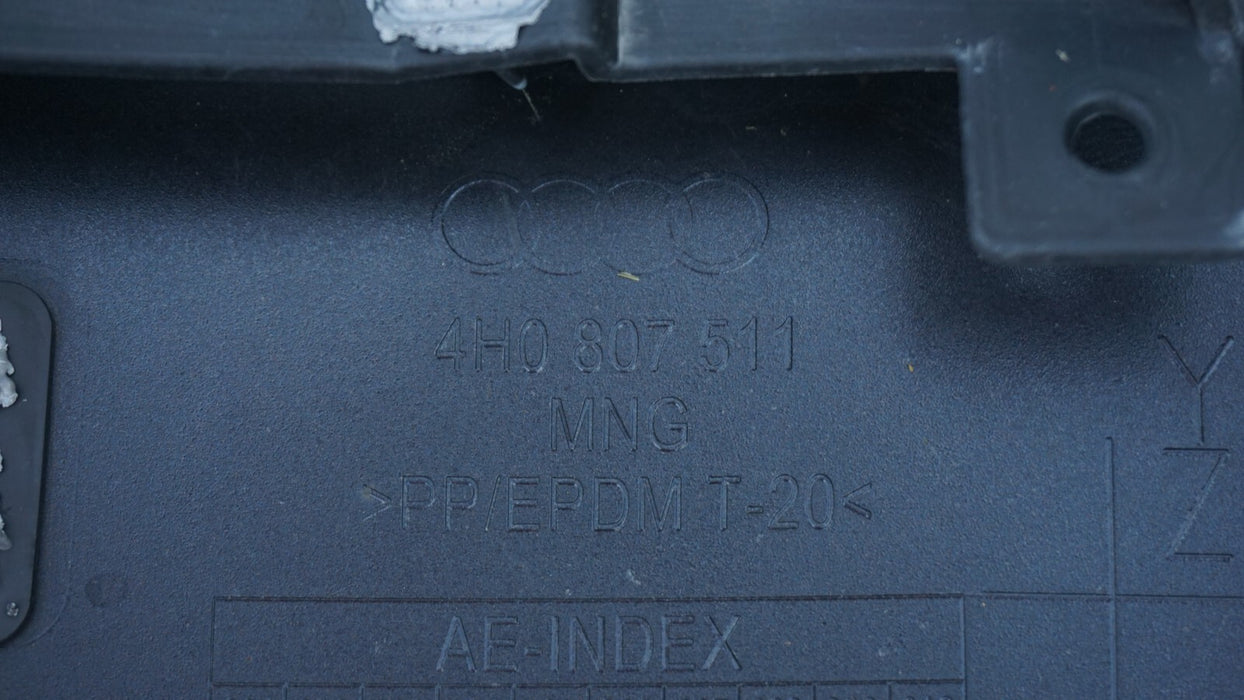 4H0 807 511
MNG
>PP/EPDM T-20<
Y
Z
AE-INDEX